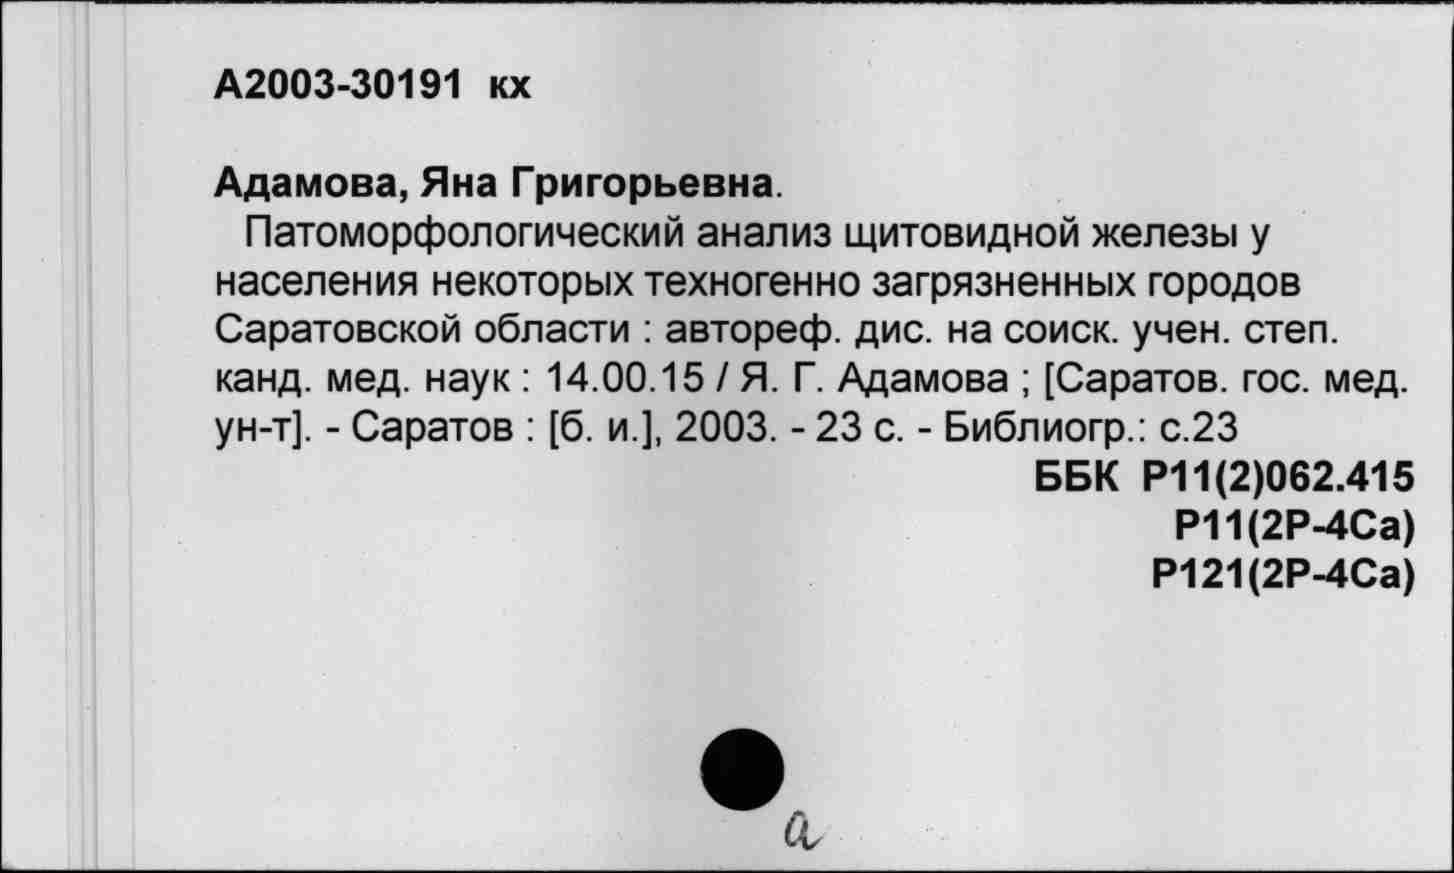 А2003-30191 кх
Адамова, Яна Григорьевна.
Патоморфологический анализ щитовидной железы у
населения некоторых техногенно загрязненных городов
Саратовской области : автореф. дис. на соиск. учен. степ.
канд. мед. наук : 14.00.15 / Я. Г. Адамова ; [Саратов. гос. мед.
ун-т]. - Саратов : [б. и.], 2003. - 23 с. - Библиогр.: с.23
ББК Р11(2)062.415
Р11(2Р-4Са)
Р121(2Р-4Са)
а